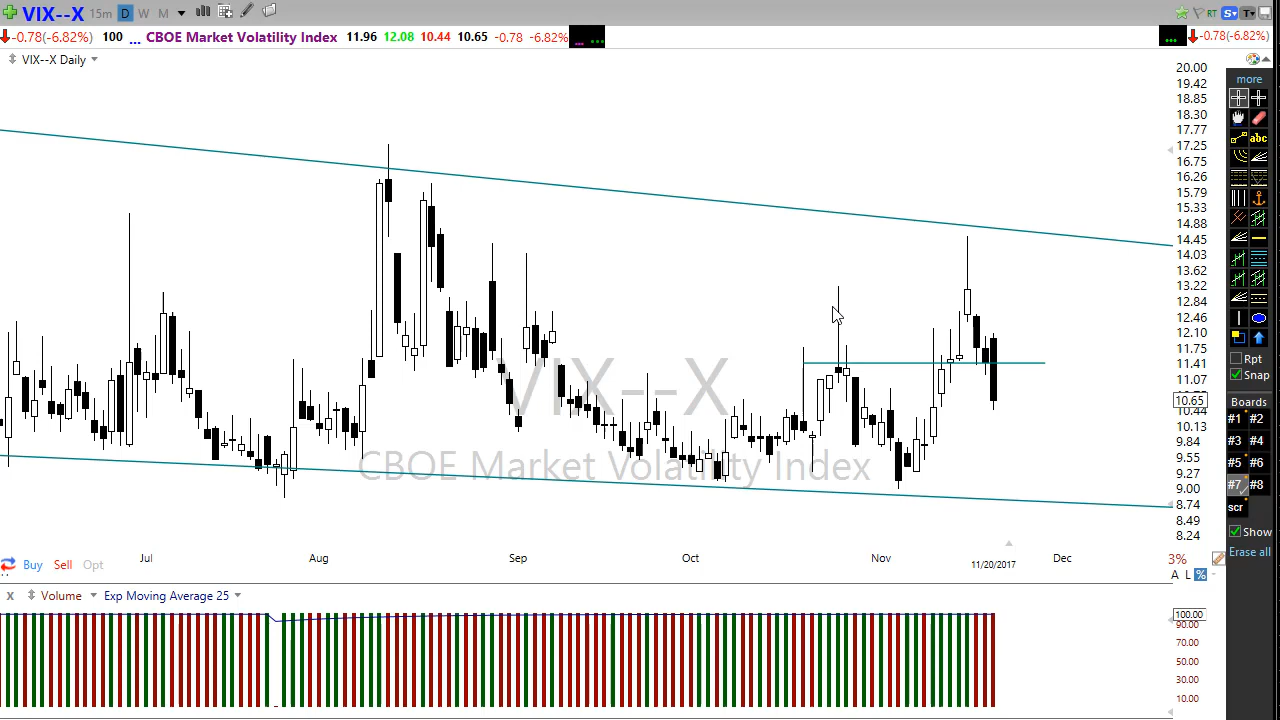 VIX--X 15m D W M RT S T
-0.78(-6.82%) 100 ... CBOE Market Volatility Index 11.96 12.08 10.44 10.65 -0.78 -6.82% ... ... ... -0.78(-6.82%)
VIX--X Daily
more
abc
Rpt
Snap
Boards
#1 #2
#3 #4
#5 #6
#7 #8
scr
Show
Erase all
20.00
19.42
18.85
18.30
17.77
17.25
16.75
16.26
15.79
15.33
14.88
14.45
14.03
13.62
13.22
12.84
12.46
12.10
11.75
11.41
11.07
10.65
10.44
10.13
9.84
9.55
9.27
9.00
8.74
8.49
8.24
VIX--X
CBOE Market Volatility Index
Jul Aug Sep Oct Nov 11/20/2017 Dec 3%
Buy Sell Opt
A L %
x Volume Exp Moving Average 25
100.00
90.00
70.00
50.00
30.00
10.00